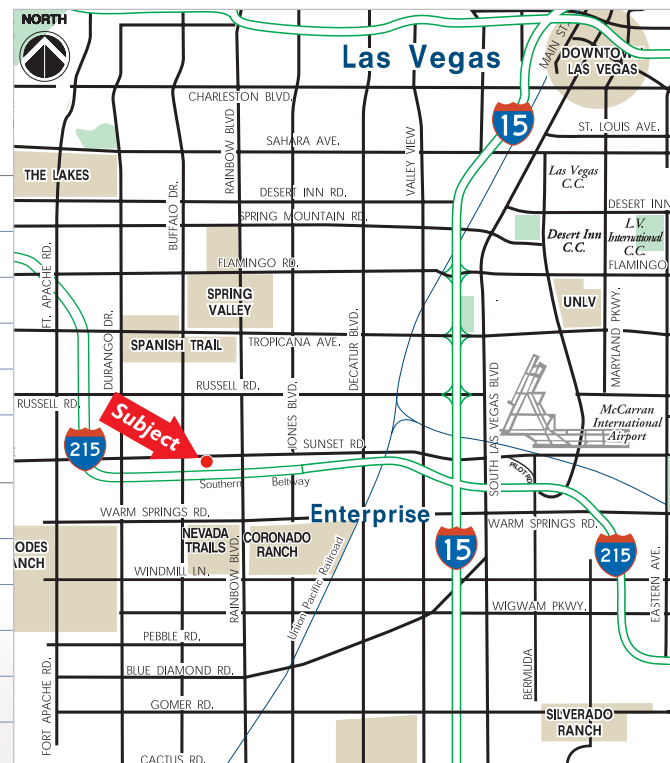 NORTH
Las Vegas
MAIN ST.
DOWNTOWN
LAS VEGAS
CHARLESTON BLVD.
15
ST. LOUIS AVE.
RAINBOW BLVD
SAHARA AVE.
VALLEY VIEW
THE LAKES
Las Vegas
C.C.
BUFFALO DR.
DESERT INN RD.
DESERT INN
SPRING MOUNTAIN RD.
Desert Inn
C.C.
L.V.
International
C.C.
FT. APACHE RD.
FLAMINGO RD.
FLAMINGO
SPRING
VALLEY
UNLV
MARYLAND PKWY.
DURANGO DR.
DECATUR BLVD.
SPANISH TRAIL
TROPICANA AVE.
RUSSELL RD.
RUSSELL RD.
JONES BLVD.
SOUTH LAS VEGAS BLVD
Subject
McCarran
International
Airport
215
SUNSET RD.
PILOT RD.
Southern
Beltway
WARM SPRINGS RD.
Enterprise
WARM SPRINGS RD.
ODES
ANCH
NEVADA
TRAILS
CORONADO
RANCH
15
215
WINDMILL LN.
RAINBOW BLVD.
Union Pacific Railroad
EASTERN AVE.
WIGWAM PKWY.
PEBBLE RD.
BLUE DIAMOND RD.
BERMUDA
FORT APACHE RD.
GOMER RD.
SILVERADO
RANCH
CACTUS RD.